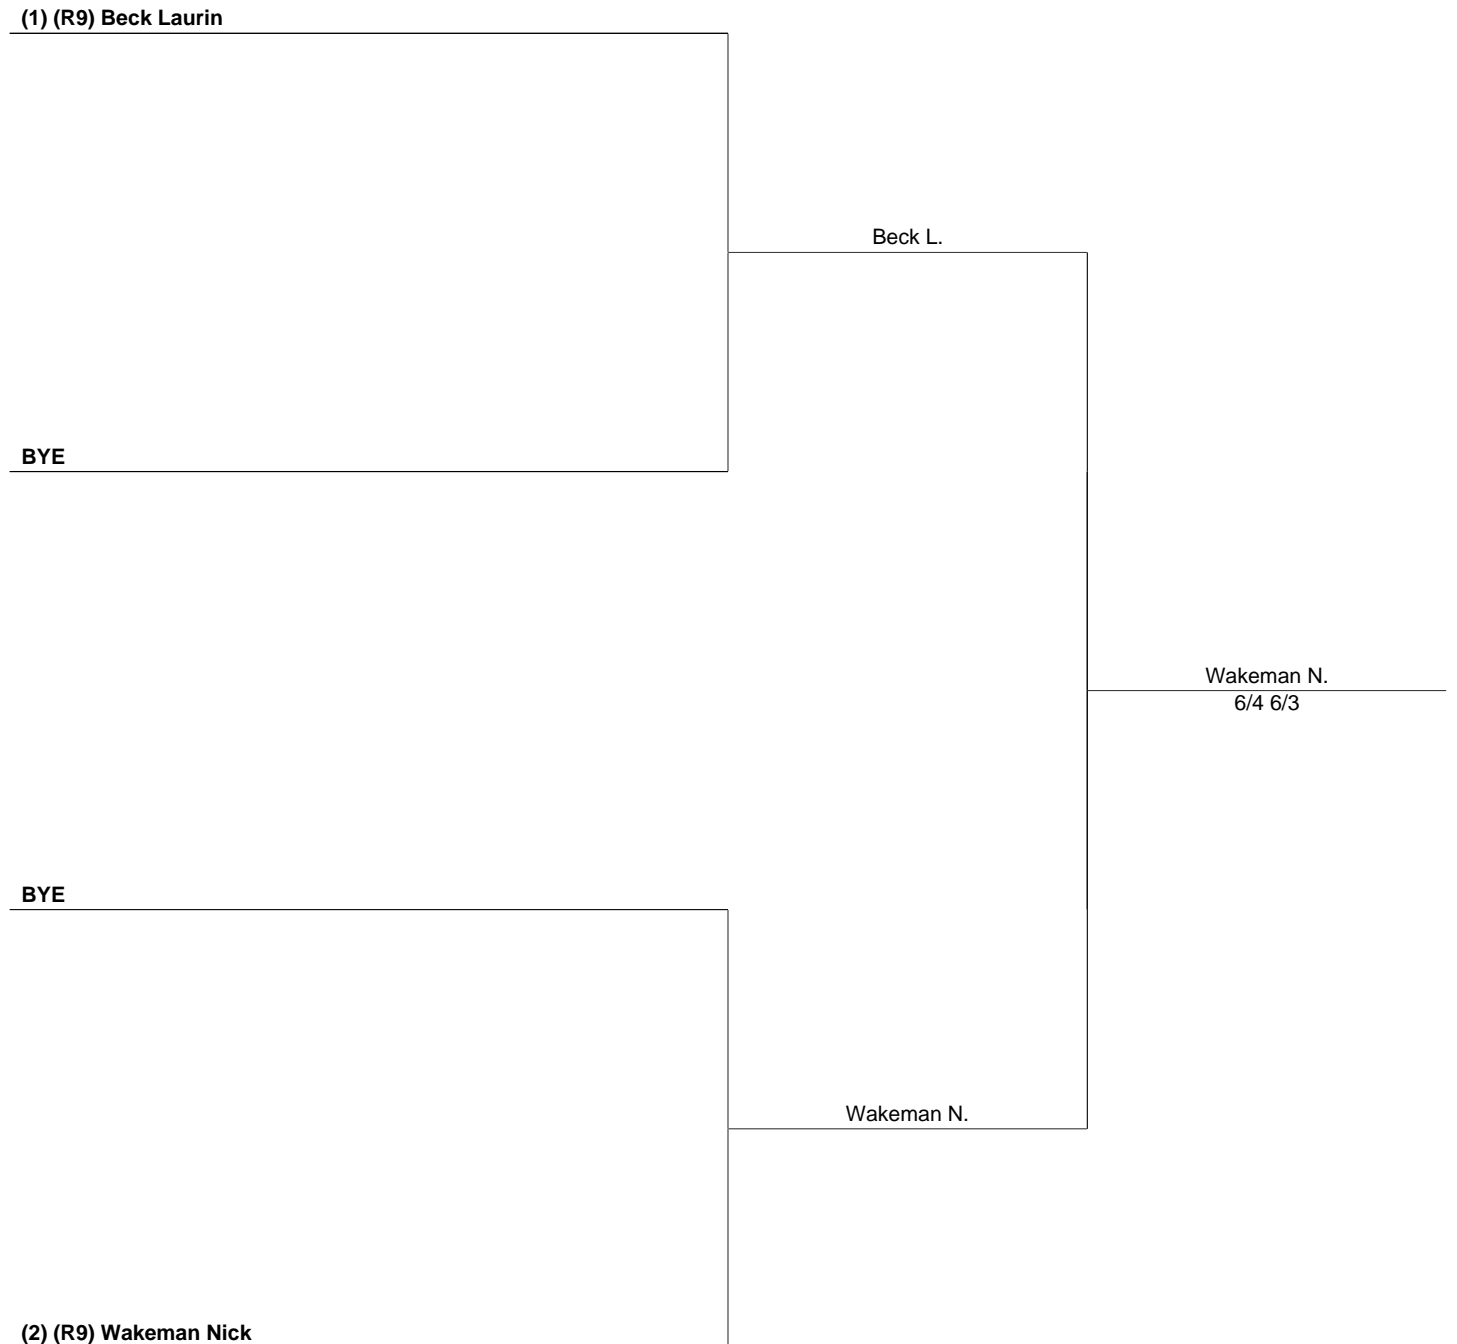 (1) (R9) Beck Laurin
Beck L.
BYE
Wakeman N.
6/4 6/3
BYE
Wakeman N.
(2) (R9) Wakeman Nick